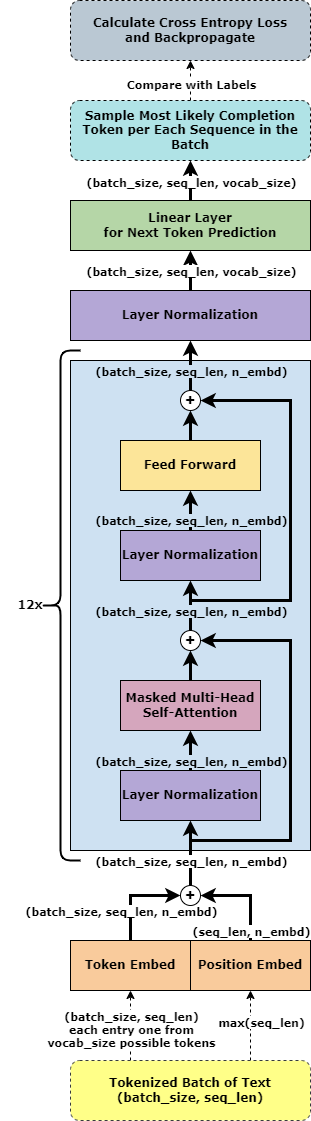 Calculate Cross Entropy Loss
and Backpropagate
Compare with Labels
Sample Most Likely Completion
Token per Each Sequence in the
Batch
(batch_size, seq_len, vocab_size)
Linear Layer
for Next Token Prediction
(batch_size, seq_len, vocab_size)
Layer Normalization
(batch_size, seq_len, n_embd)
+
Feed Forward
(batch_size, seq_len, n_embd)
Layer Normalization
12x
(batch_size, seq_len, n_embd)
+
Masked Multi-Head
Self-Attention
(batch_size, seq_len, n_embd)
Layer Normalization
(batch_size, seq_len, n_embd)
+
(batch_size, seq_len, n_embd)
(seq_len, n_embd)
Token Embed
Position Embed
(batch_size, seq_len)
each entry one from
vocab_size possible tokens
max(seq_len)
Tokenized Batch of Text
(batch_size, seq_len)